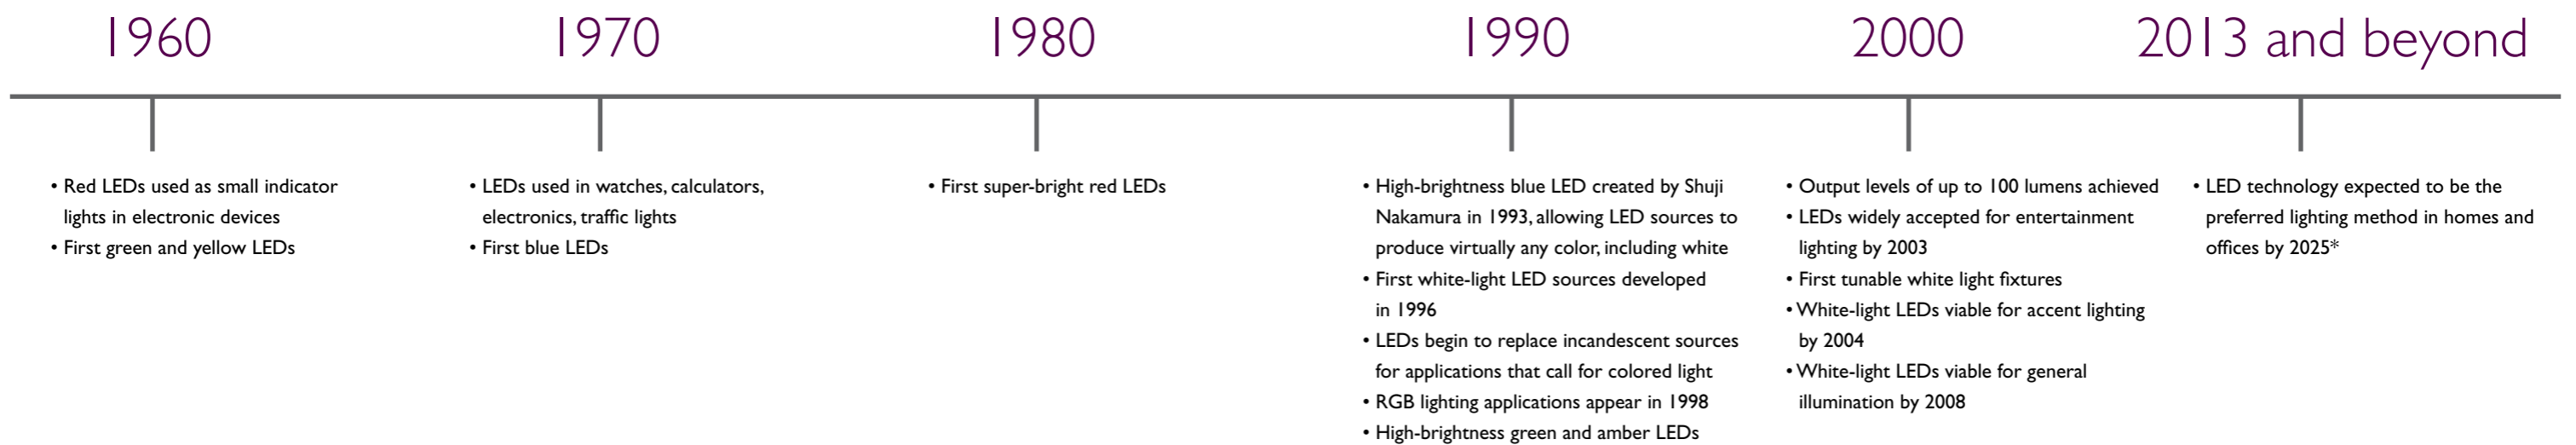 1960
1970
1980
1990
2000
2013 and beyond
• Red LEDs used as small indicator
lights in electronic devices
• First green and yellow LEDs
• LEDs used in watches, calculators,
electronics, traffic lights
• First blue LEDs
• First super-bright red LEDs
• High-brightness blue LED created by Shuji
Nakamura in 1993, allowing LED sources to
produce virtually any color, including white
• First white-light LED sources developed
in 1996
• LEDs begin to replace incandescent sources
for applications that call for colored light
• RGB lighting applications appear in 1998
• High-brightness green and amber LEDs
• Output levels of up to 100 lumens achieved
• LEDs widely accepted for entertainment
lighting by 2003
• First tunable white light fixtures
• White-light LEDs viable for accent lighting
by 2004
• White-light LEDs viable for general
illumination by 2008
• LED technology expected to be the
preferred lighting method in homes and
offices by 2025*